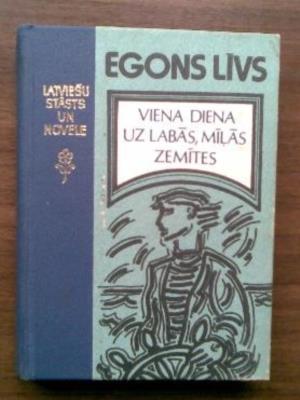 EGONS LĪVS
LATVIEŠU
STĀSTS
UN
NOVELE
VIENA DIENA
UZ LABĀS, MĪĻĀS
ZEMĪTES